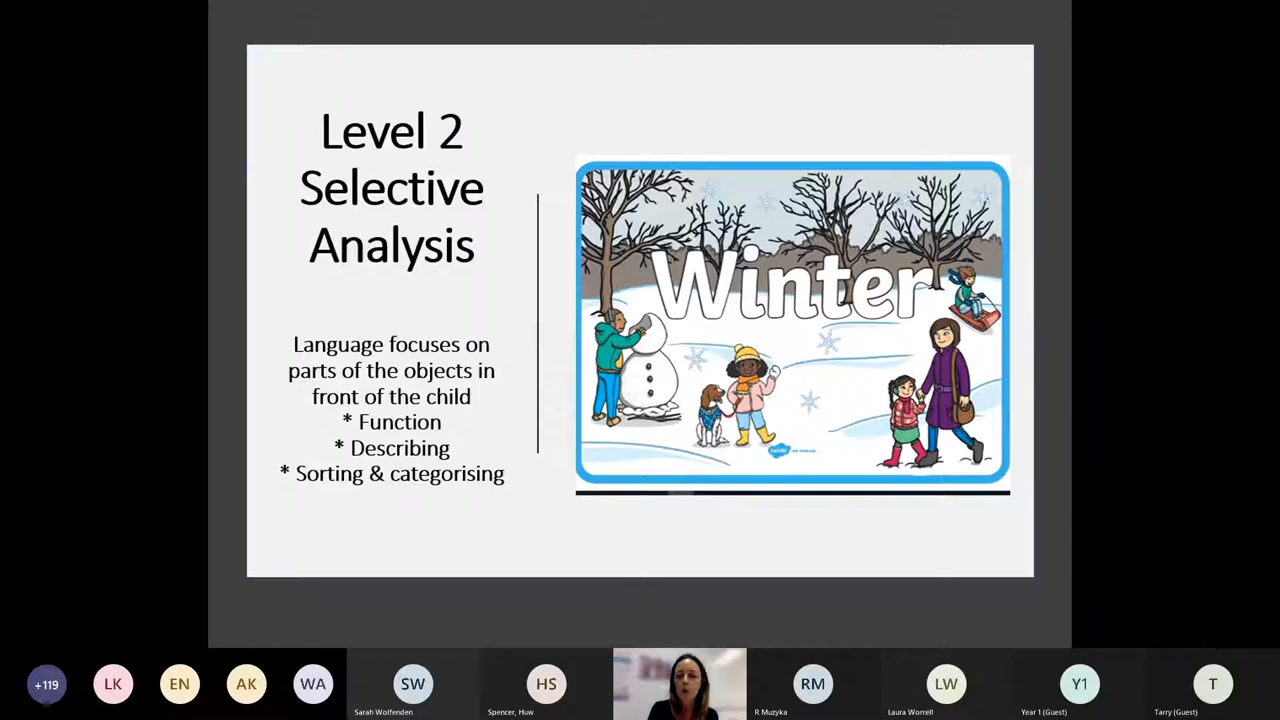 Level 2
Selective
Analysis
Language focuses on
parts of the objects in
front of the child
* Function
* Describing
* Sorting & categorising
Winter
+119
LK
EN
AK
WA
SW
Sarah Wolfenden
HS
Spencer, Huw
RM
R Muzyka
LW
Laura Worrell
Y1
Year 1 (Guest)
T
Tarry (Guest)